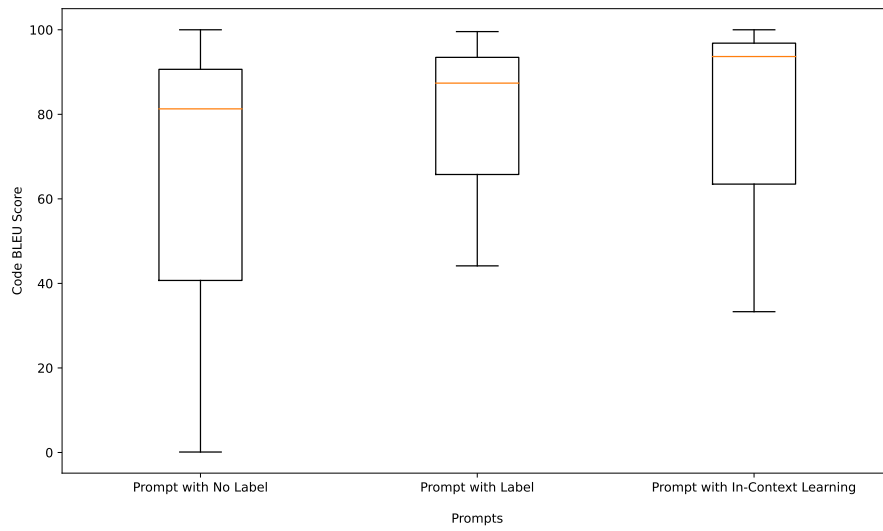 100
80
60
40
20
0
Code BLEU Score
Prompt with No Label
Prompt with Label
Prompt with In-Context Learning
Prompts